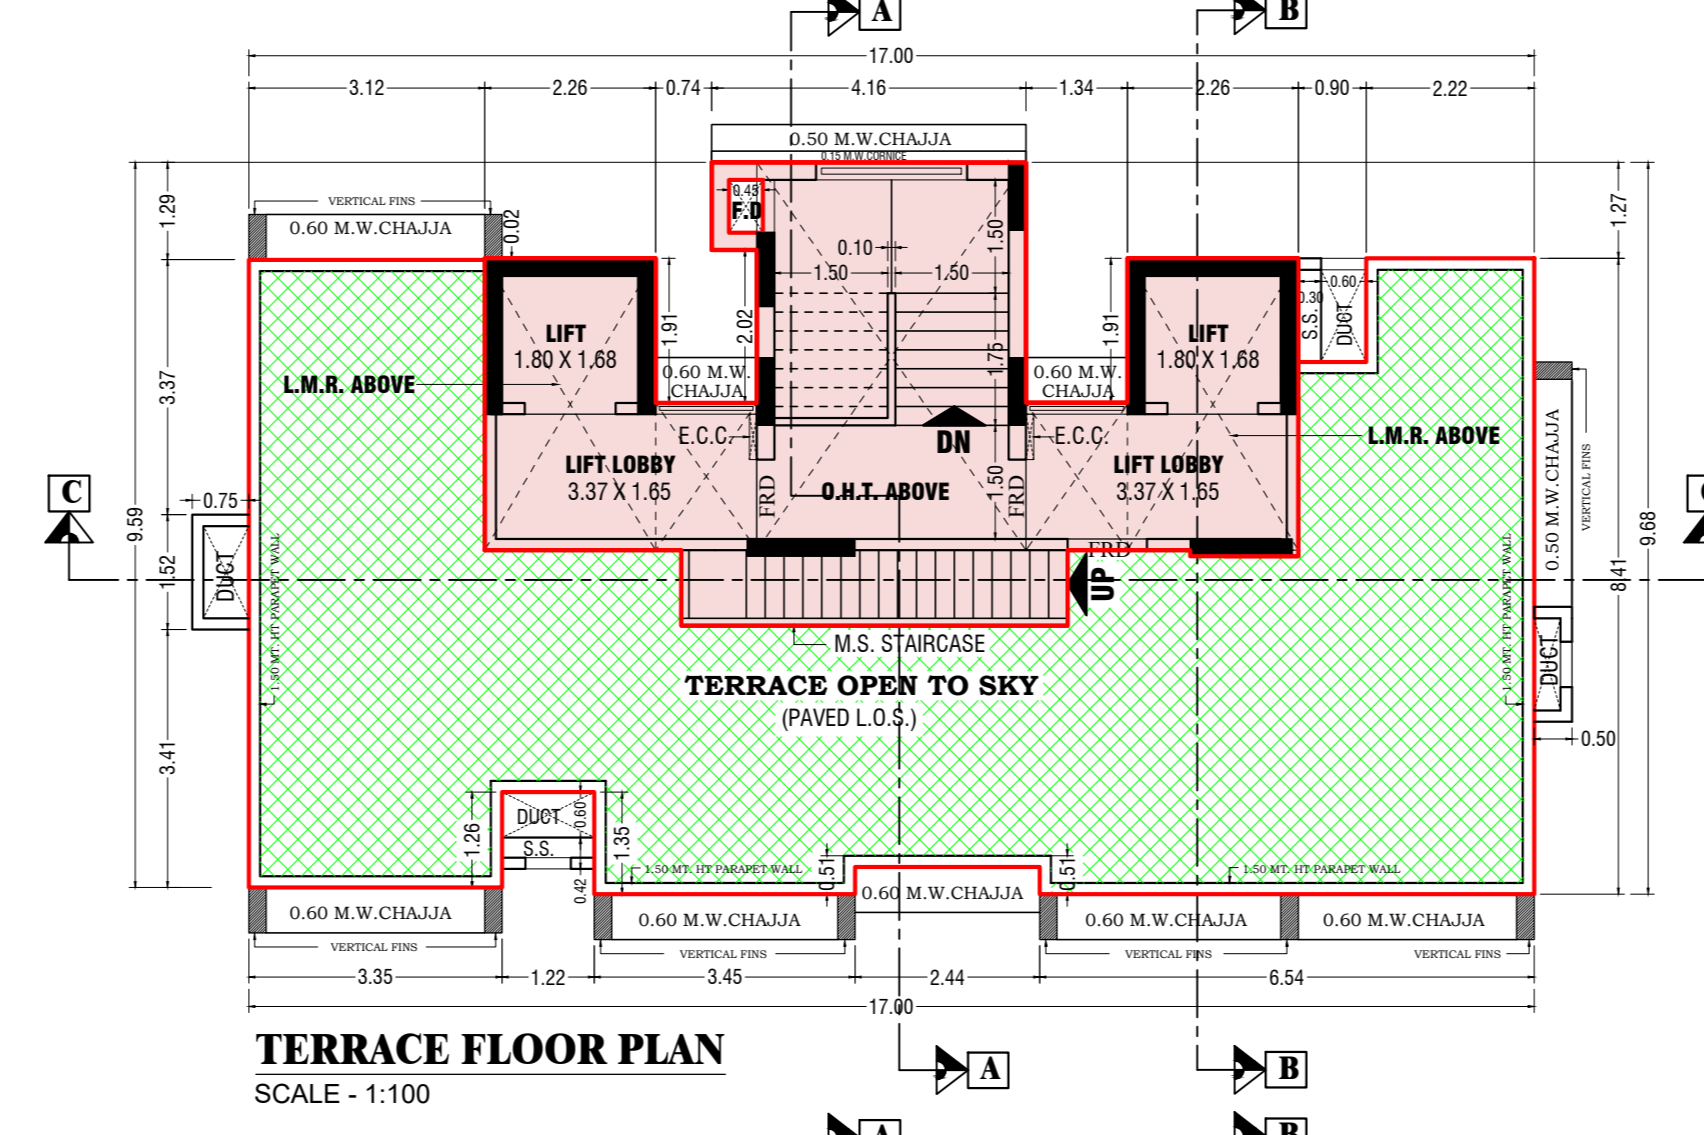 A
B
17.00
3.12
2.26
0.74
4.16
1.34
2.26
0.90
2.22
0.50 M.W.CHAJJA
0.15 M.W.CORNICE
VERTICAL FINS
0.60 M.W.CHAJJA
0.02
1.29
1.27
0.45
F.D
0.10
1.50
1.50
1.50
0.60
0.30
S.S.
DUCT
LIFT
1.80 X 1.68
1.91
2.02
1.75
1.91
LIFT
1.80 X 1.68
L.M.R. ABOVE
0.60 M.W.
CHAJJA
0.60 M.W.
CHAJJA
3.37
DN
E.C.C.
E.C.C.
L.M.R. ABOVE
LIFT LOBBY
3.37 X 1.65
O.H.T. ABOVE
1.50
LIFT LOBBY
3.37 X 1.65
FRD
FRD
FRD
0.50 M.W.CHAJJA
VERTICAL FINS
C
0.75
9.59
1.52
DUCT
1.50 MT. HT PARAPET WALL
UP
1.50 MT. HT PARAPET WALL
8.41
9.68
DUCT
M.S. STAIRCASE
TERRACE OPEN TO SKY
(PAVED L.O.S.)
0.50
3.41
1.26
DUCT
0.60
S.S.
0.42
1.35
1.50 MT. HT PARAPET WALL
0.51
0.51
1.50 MT. HT PARAPET WALL
0.60 M.W.CHAJJA
0.60 M.W.CHAJJA
0.60 M.W.CHAJJA
0.60 M.W.CHAJJA
0.60 M.W.CHAJJA
VERTICAL FINS
VERTICAL FINS
VERTICAL FINS
VERTICAL FINS
3.35
1.22
3.45
2.44
6.54
17.00
TERRACE FLOOR PLAN
SCALE - 1:100
A
B
A
B